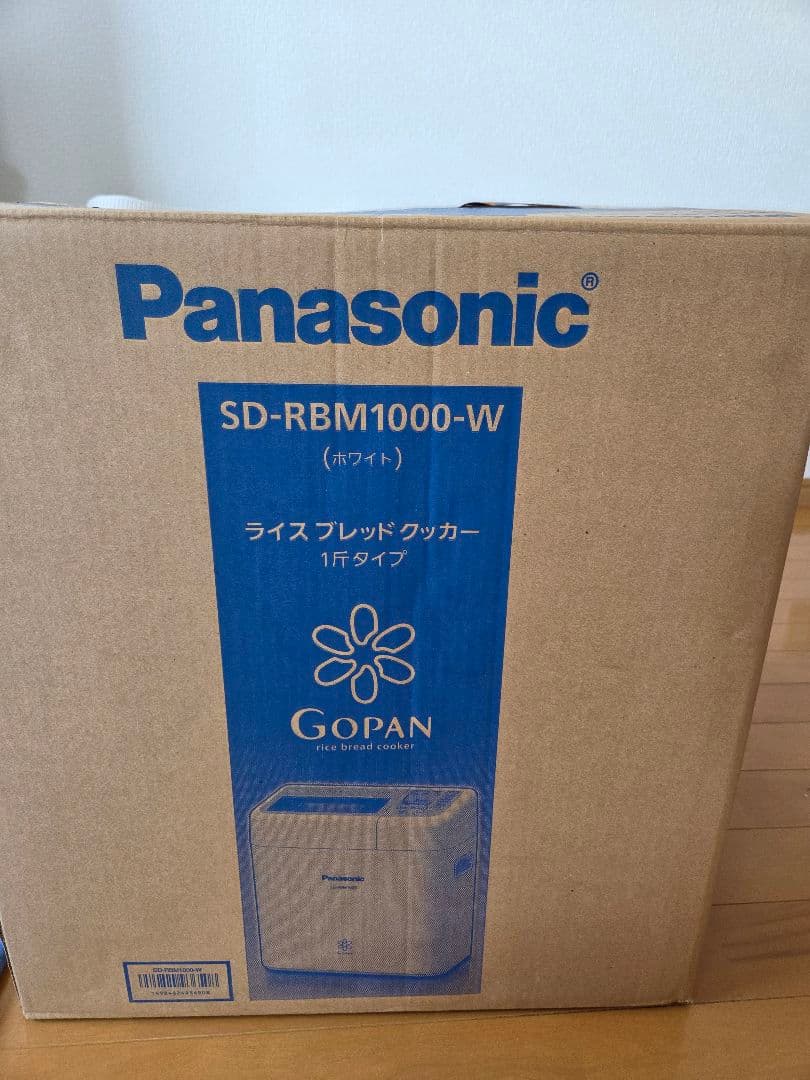 Panasonic®
SD-RBM1000-W
(ホワイト)
ライス ブレッド クッカー
1斤タイプ
GOPAN
rice bread cooker
Panasonic
SD-RBM1000-W